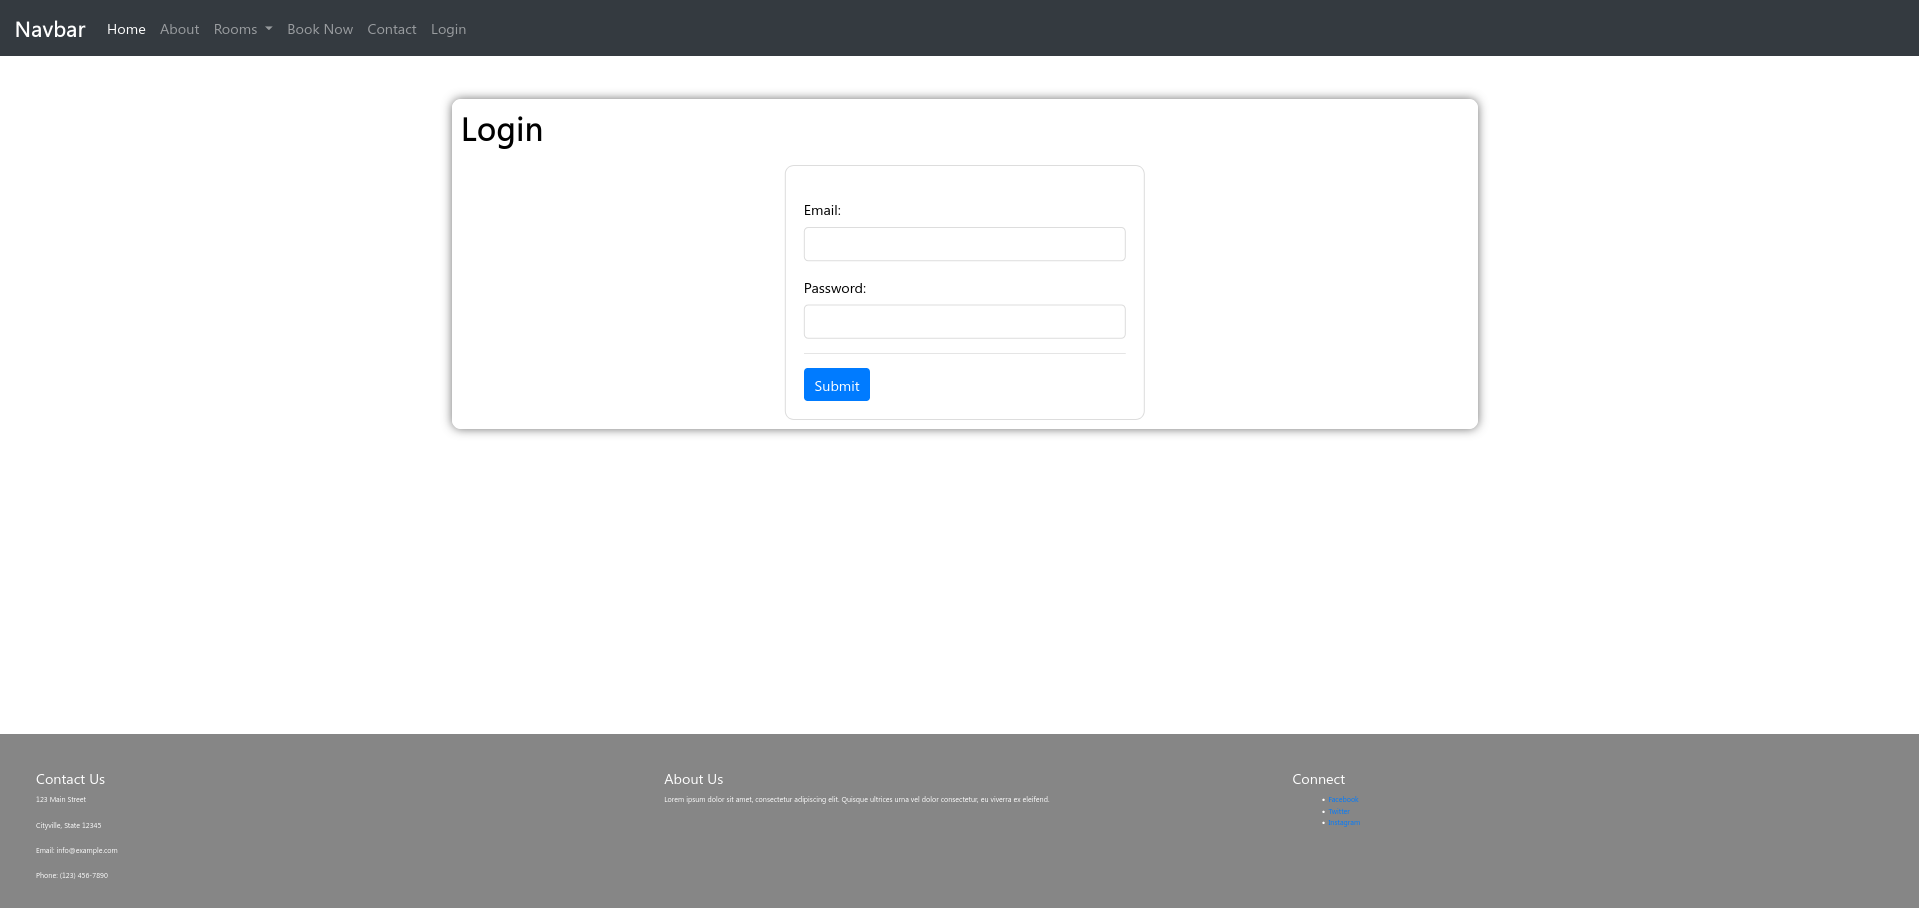 Navbar Home About Rooms Book Now Contact Login
Login
Email:
Password:
Submit
Contact Us
123 Main Street
Cityville, State 12345
Email: info@example.com
Phone: (123) 456-7890
About Us
Lorem ipsum dolor sit amet, consectetur adipiscing elit. Quisque ultrices urna vel dolor consectetur, eu viverra ex eleifend.
Connect
Facebook
Twitter
Instagram